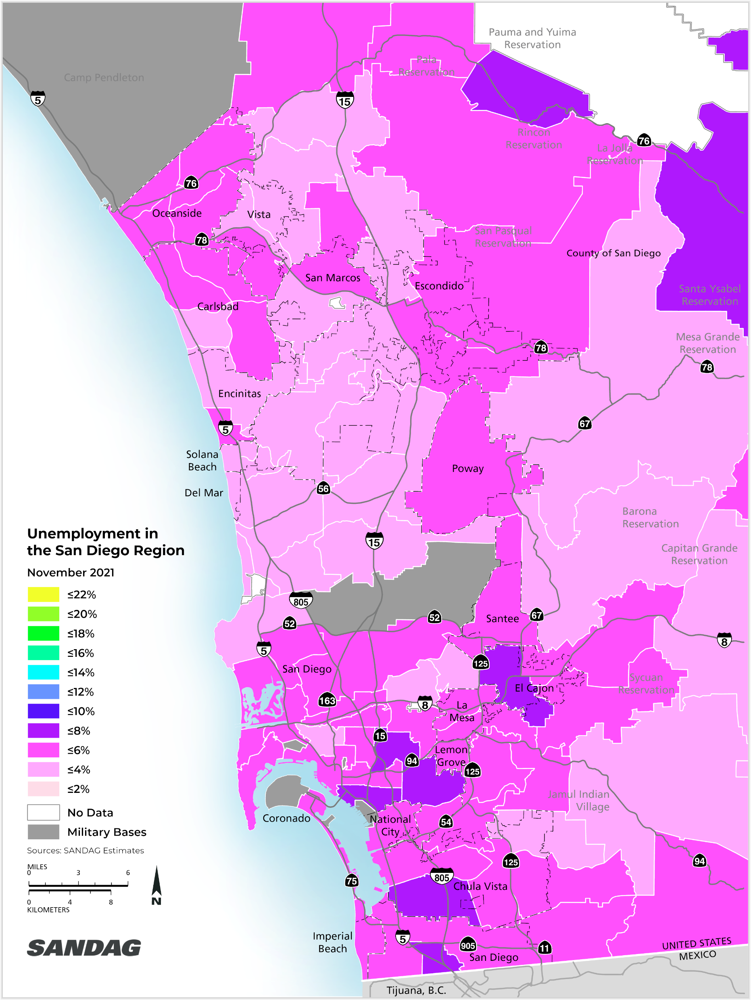 Pauma and Yuima
Reservation
Pala
Reservation
Camp Pendleton
5
15
Rincon
Reservation
76
La Jolla
Reservation
76
Oceanside
Vista
78
San Pasqual
Reservation
County of San Diego
San Marcos
Escondido
Santa Ysabel
Reservation
Carlsbad
Mesa Grande
Reservation
78
78
Encinitas
67
5
Solana
Beach
Poway
56
Del Mar
Barona
Reservation
15
Capitan Grande
Reservation
Unemployment in
the San Diego Region
November 2021
≤22%
≤20%
≤18%
≤16%
≤14%
≤12%
≤10%
≤8%
≤6%
≤4%
≤2%
No Data
Military Bases
Sources: SANDAG Estimates
MILES
0 3 6
0 4 8
KILOMETERS
N
SANDAG
805
52
52
Santee
67
8
5
125
San Diego
El Cajon
Sycuan
Reservation
163
8
La
Mesa
15
94
Lemon
Grove
125
Jamul Indian
Village
Coronado
National
City
54
125
94
75
805
Chula Vista
Imperial
Beach
5
905
11
San Diego
UNITED STATES
MEXICO
Tijuana, B.C.